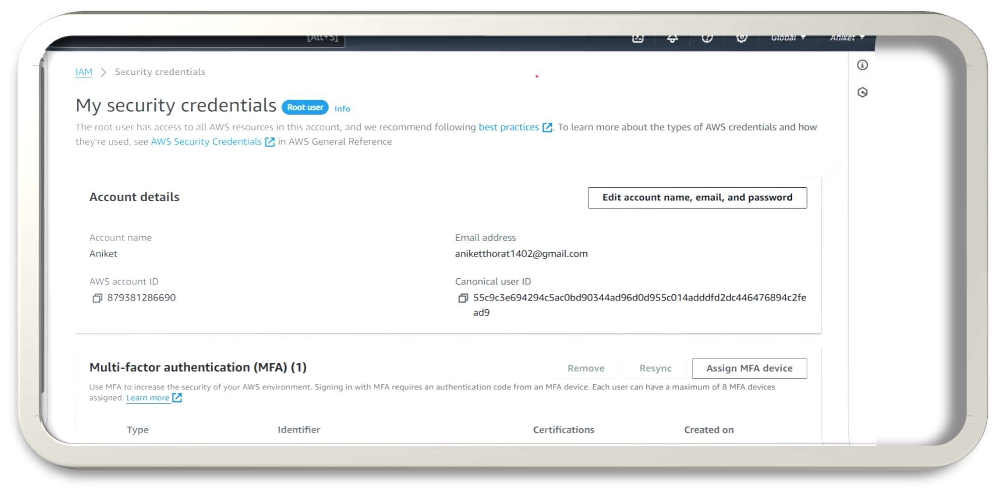 [Alt+S] Global Aniket
IAM Security credentials
My security credentials Root user Info
The root user has access to all AWS resources in this account, and we recommend following best practices. To learn more about the types of AWS credentials and how
they're used, see AWS Security Credentials in AWS General Reference
Account details Edit account name, email, and password
Account name Email address
Aniket aniketthorat1402@gmail.com
AWS account ID Canonical user ID
879381286690 55c9c3e694294c5ac0bd90344ad96d0d955c014adddfd2dc446476894c2fe
ad9
Multi-factor authentication (MFA) (1) Remove Resync Assign MFA device
Use MFA to increase the security of your AWS environment. Signing in with MFA requires an authentication code from an MFA device. Each user can have a maximum of 8 MFA devices
assigned. Learn more
Type Identifier Certifications Created on